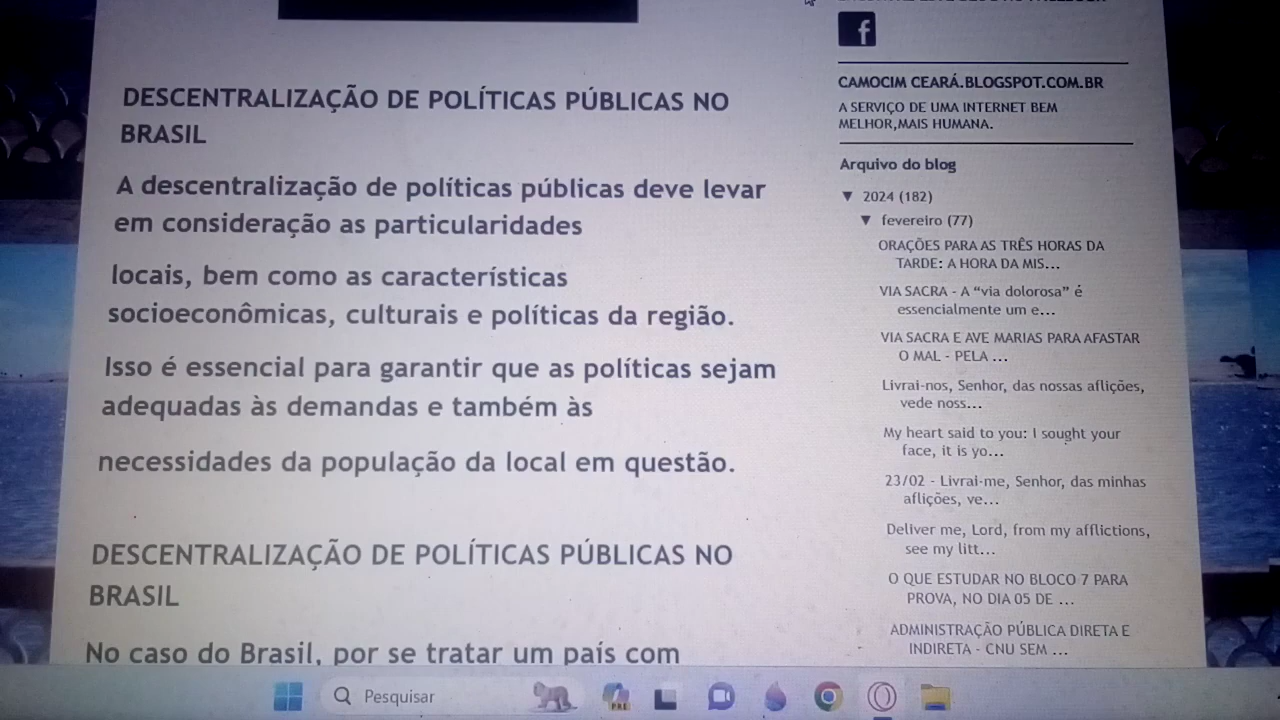 DESCENTRALIZAÇÃO DE POLÍTICAS PÚBLICAS NO
BRASIL
A descentralização de políticas públicas deve levar
em consideração as particularidades
locais, bem como as características
socioeconômicas, culturais e políticas da região.
Isso é essencial para garantir que as políticas sejam
adequadas às demandas e também às
necessidades da população da local em questão.
DESCENTRALIZAÇÃO DE POLÍTICAS PÚBLICAS NO
BRASIL
No caso do Brasil, por se tratar um país com
f
CAMOCIM CEARÁ.BLOGSPOT.COM.BR
A SERVIÇO DE UMA INTERNET BEM
MELHOR,MAIS HUMANA.
Arquivo do blog
▼ 2024 (182)
▼ fevereiro (77)
ORAÇÕES PARA AS TRÊS HORAS DA
TARDE: A HORA DA MIS...
VIA SACRA - A “via dolorosa” é
essencialmente um e...
VIA SACRA E AVE MARIAS PARA AFASTAR
O MAL - PELA ...
Livrai-nos, Senhor, das nossas aflições,
vede noss...
My heart said to you: I sought your
face, it is yo...
23/02 - Livrai-me, Senhor, das minhas
aflições, ve...
Deliver me, Lord, from my afflictions,
see my litt...
O QUE ESTUDAR NO BLOCO 7 PARA
PROVA, NO DIA 05 DE ...
ADMINISTRAÇÃO PÚBLICA DIRETA E
INDIRETA - CNU SEM ...
Pesquisar
PRE